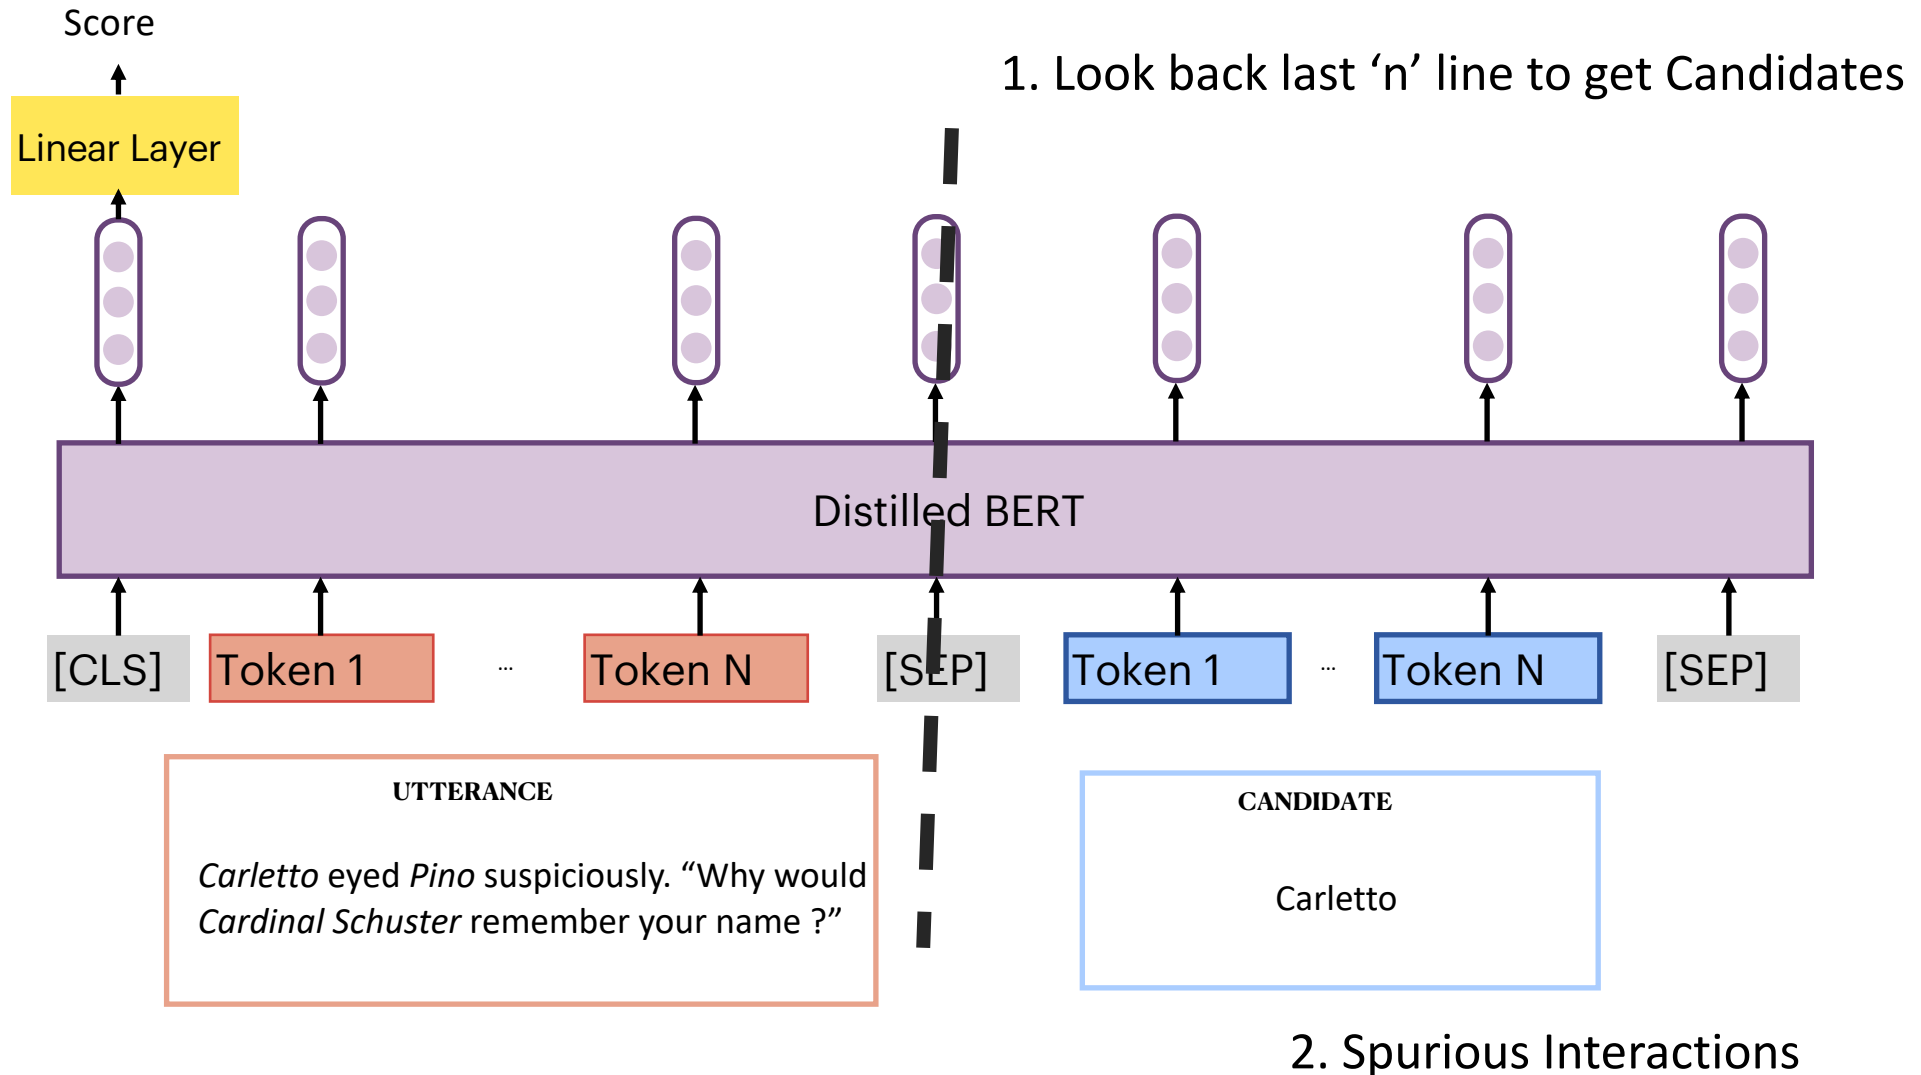 Score
1. Look back last ‘n’ line to get Candidates
Linear Layer
Distilled BERT
[CLS] Token 1 ... Token N [SEP] Token 1 ... Token N [SEP]
UTTERANCE
Carletto eyed Pino suspiciously. “Why would
Cardinal Schuster remember your name ?”
CANDIDATE
Carletto
2. Spurious Interactions